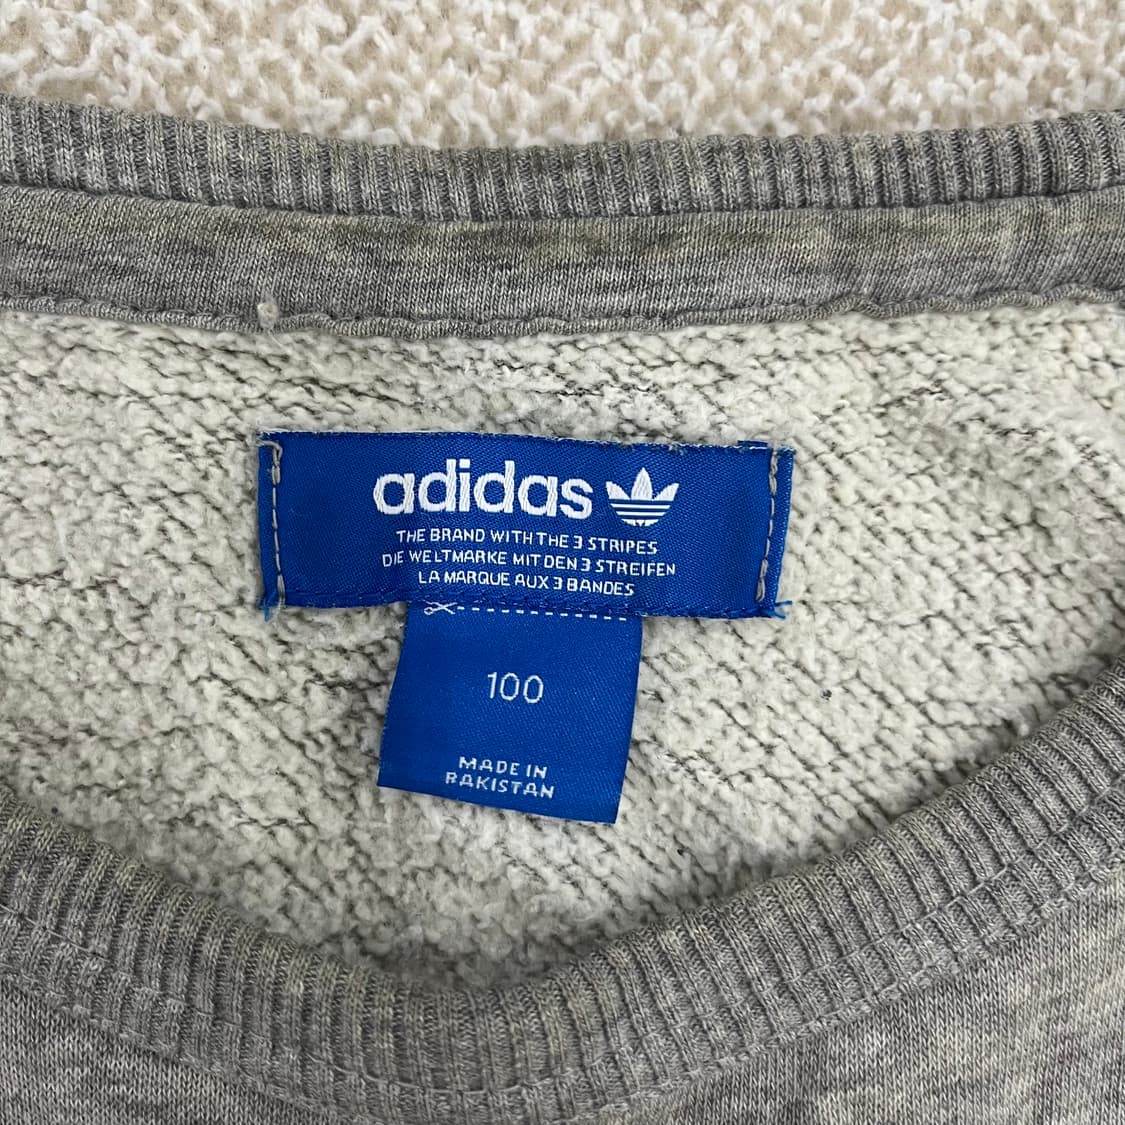 adidas
THE BRAND WITH THE 3 STRIPES
DIE WELTMARKE MIT DEN 3 STREIFEN
LA MARQUE AUX 3 BANDES
100
MADE IN
PAKISTAN